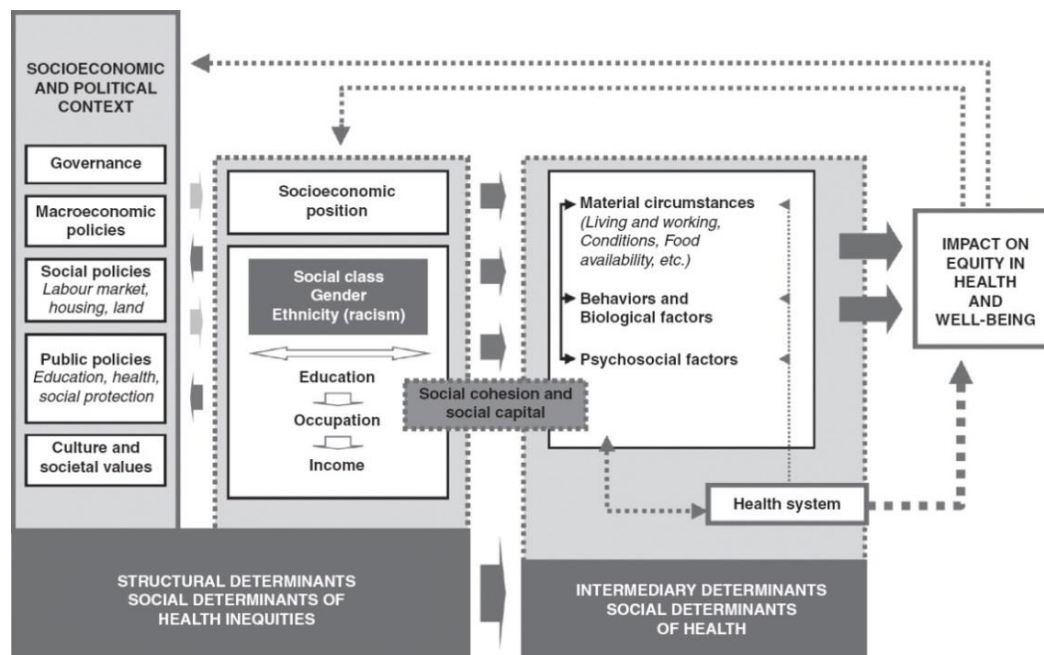 SOCIOECONOMIC
AND POLITICAL
CONTEXT
Governance
Macroeconomic
policies
Social policies
Labour market,
housing, land
Public policies
Education, health,
social protection
Culture and
societal values
Socioeconomic
position
Social class
Gender
Ethnicity (racism)
Education
Occupation
Income
Social cohesion and
social capital
Material circumstances
(Living and working,
Conditions, Food
availability, etc.)
Behaviors and
Biological factors
Psychosocial factors
Health system
IMPACT ON
EQUITY IN
HEALTH
AND
WELL-BEING
STRUCTURAL DETERMINANTS
SOCIAL DETERMINANTS OF
HEALTH INEQUITIES
INTERMEDIARY DETERMINANTS
SOCIAL DETERMINANTS
OF HEALTH